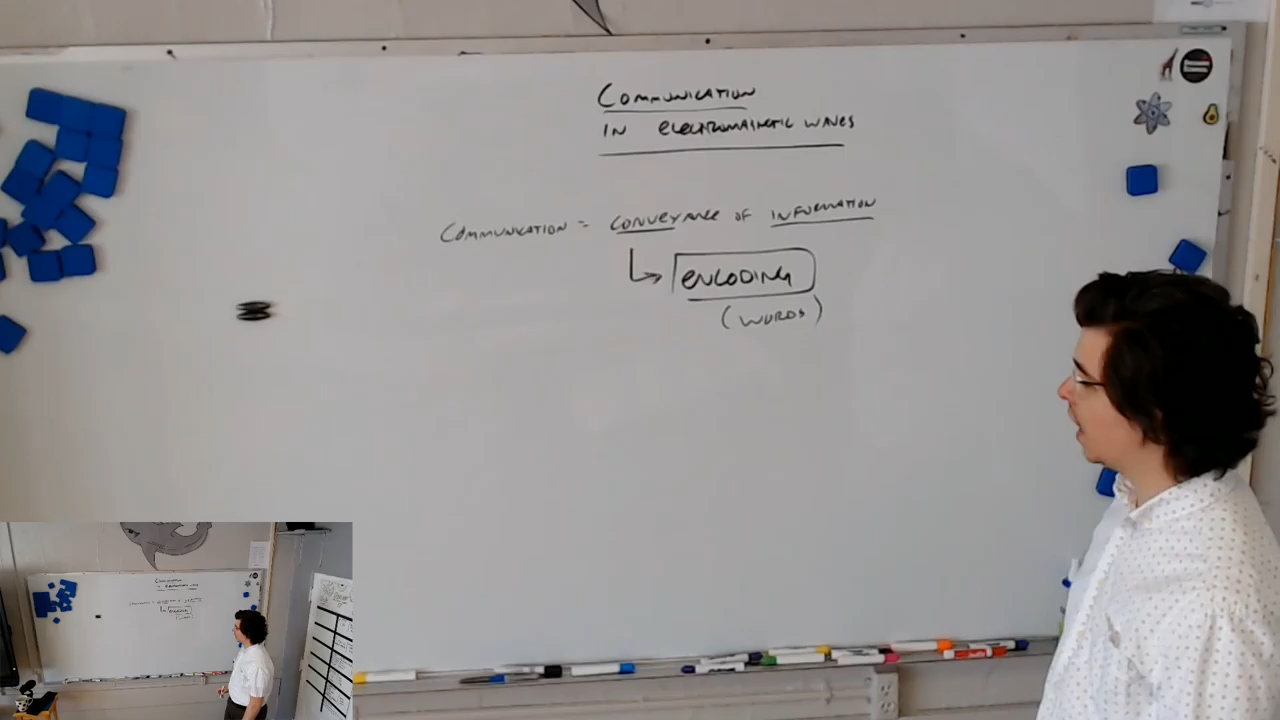 COMMUNICATION
IN ELECTROMAGNETIC WAVES
COMMUNICATION = CONVEYANCE OF INFORMATION
ENCODING
(WORDS)